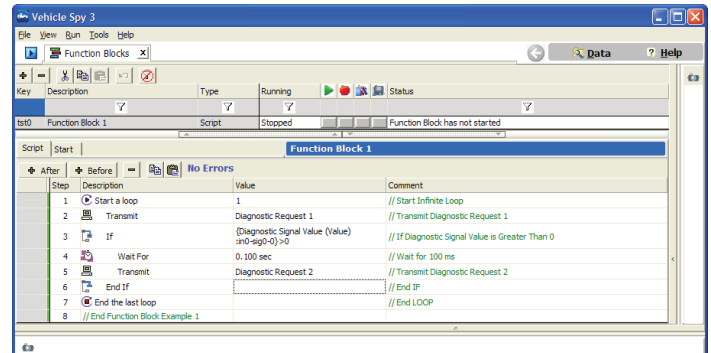 Vehicle Spy 3
File View Run Tools Help
Function Blocks x Data ? Help
Key Description Type Running Status
tst0 Function Block 1 Script Stopped Function Block has not started
Script Start Function Block 1
After Before No Errors
Step Description Value Comment
1 Start a loop 1 // Start Infinite Loop
2 Transmit Diagnostic Request 1 // Transmit Diagnostic Request 1
3 If {Diagnostic Signal Value (Value) // If Diagnostic Signal Value is Greater Than 0
:in0-sig0-0}>0
4 Wait For 0.100 sec // Wait for 100 ms
5 Transmit Diagnostic Request 2 // Transmit Diagnostic Request 2
6 End If // End IF
7 End the last loop // End LOOP
8 // End Function Block Example 1